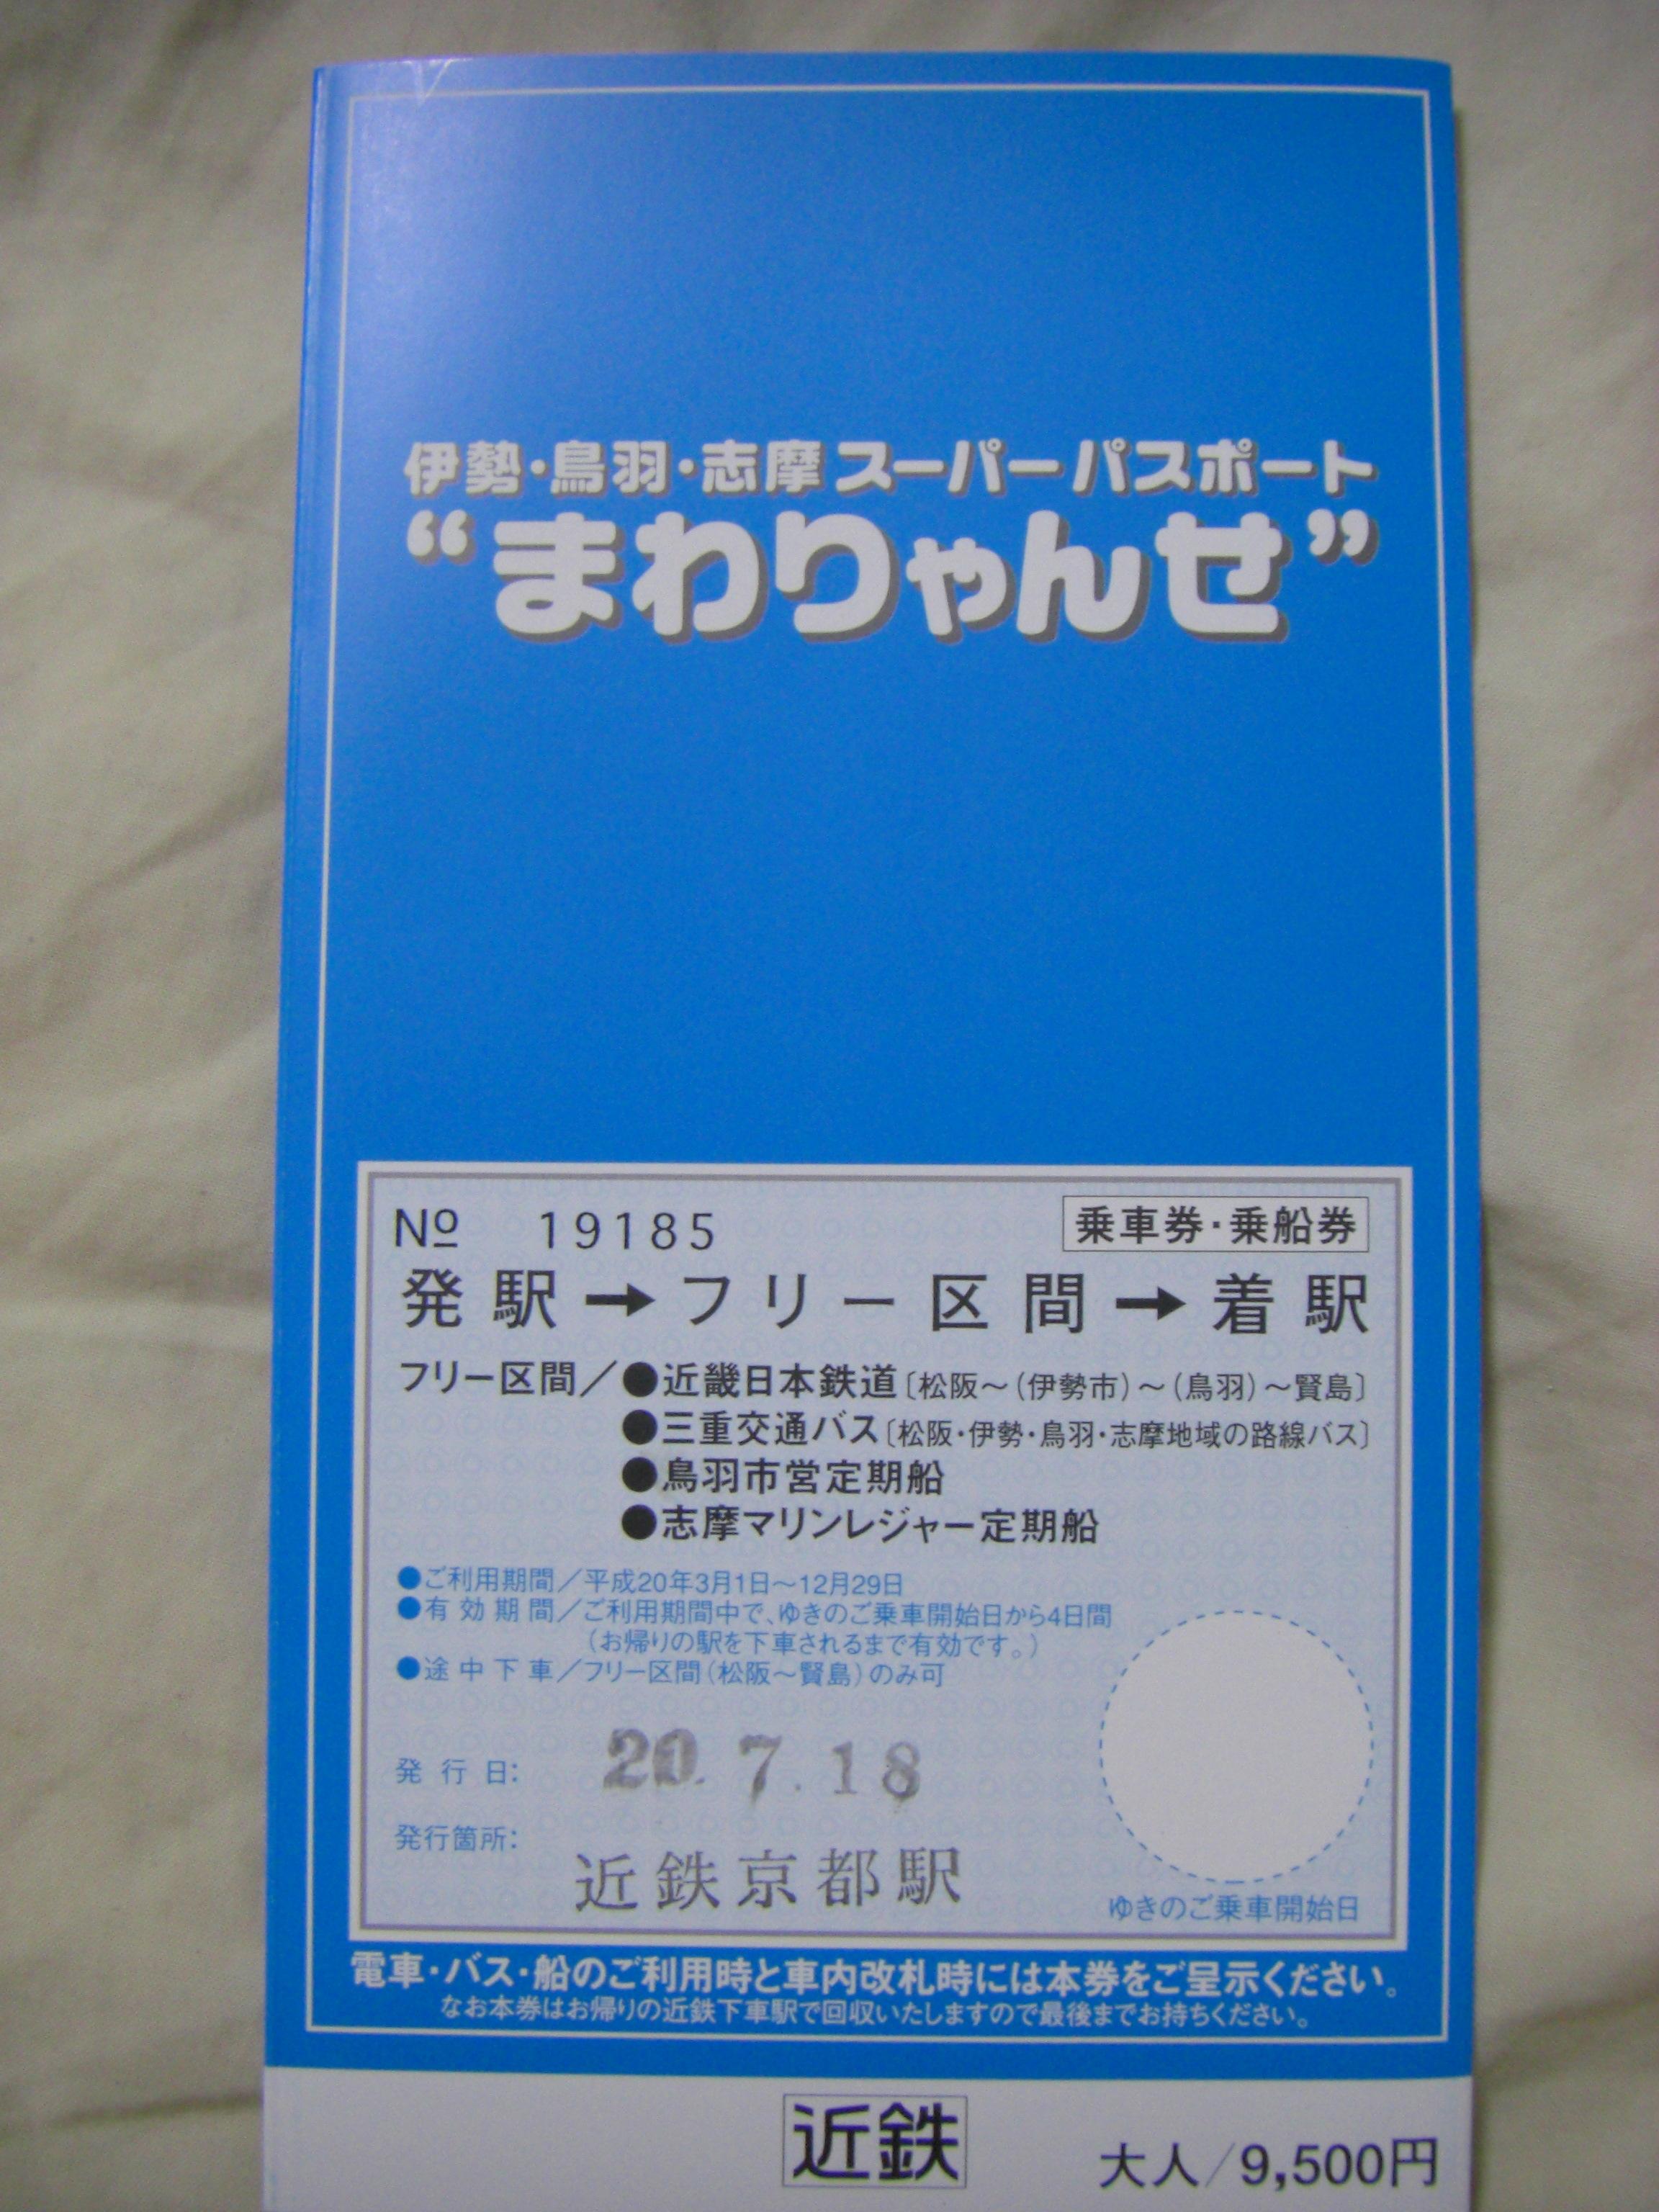 伊勢・鳥羽・志摩 スーパーパスポート
“まわりゃんせ”
№ 19185
乗車券・乗船券
発駅→フリー区間→着駅
フリー区間／●近畿日本鉄道〔松阪～(伊勢市)～(鳥羽)～賢島〕
●三重交通バス〔松阪・伊勢・鳥羽・志摩地域の路線バス〕
●鳥羽市営定期船
●志摩マリンレジャー定期船
●ご利用期間／平成20年3月1日～12月29日
●有効期間／ご利用期間中で、ゆきのご乗車開始日から4日間
（お帰りの駅を下車されるまで有効です。）
●途中下車／フリー区間（松阪～賢島）のみ可
発行日： 20. 7. 18
発行箇所： 近鉄京都駅
ゆきのご乗車開始日
電車・バス・船のご利用時と車内改札時には本券をご呈示ください。
なお本券はお帰りの近鉄下車駅で回収いたしますので最後までお持ちください。
近鉄
大人／9,500円